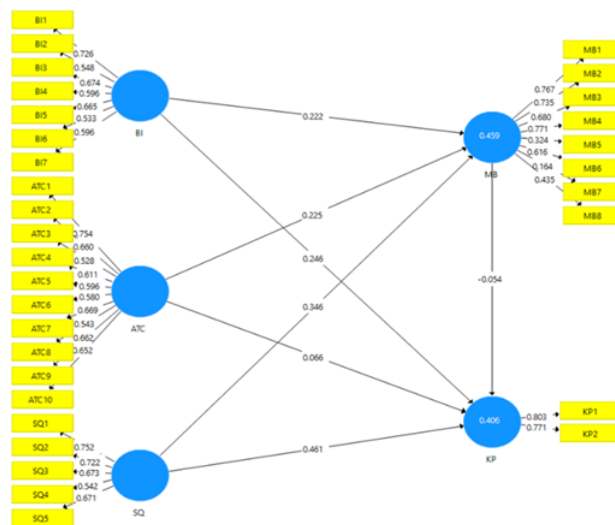 BI1
BI2
BI3
BI4
BI5
BI6
BI7
0.726
0.548
0.674
0.596
0.665
0.533
0.596
BI
ATC1
ATC2
ATC3
ATC4
ATC5
ATC6
ATC7
ATC8
ATC9
ATC10
0.754
0.660
0.528
0.611
0.596
0.580
0.669
0.543
0.662
0.652
ATC
SQ1
SQ2
SQ3
SQ4
SQ5
0.752
0.722
0.673
0.542
0.671
SQ
0.222
0.225
0.246
0.346
0.066
0.461
-0.054
0.459
MB
0.767
0.735
0.680
0.771
0.324
0.616
0.164
0.435
MB1
MB2
MB3
MB4
MB5
MB6
MB7
MB8
0.406
KP
0.803
0.771
KP1
KP2